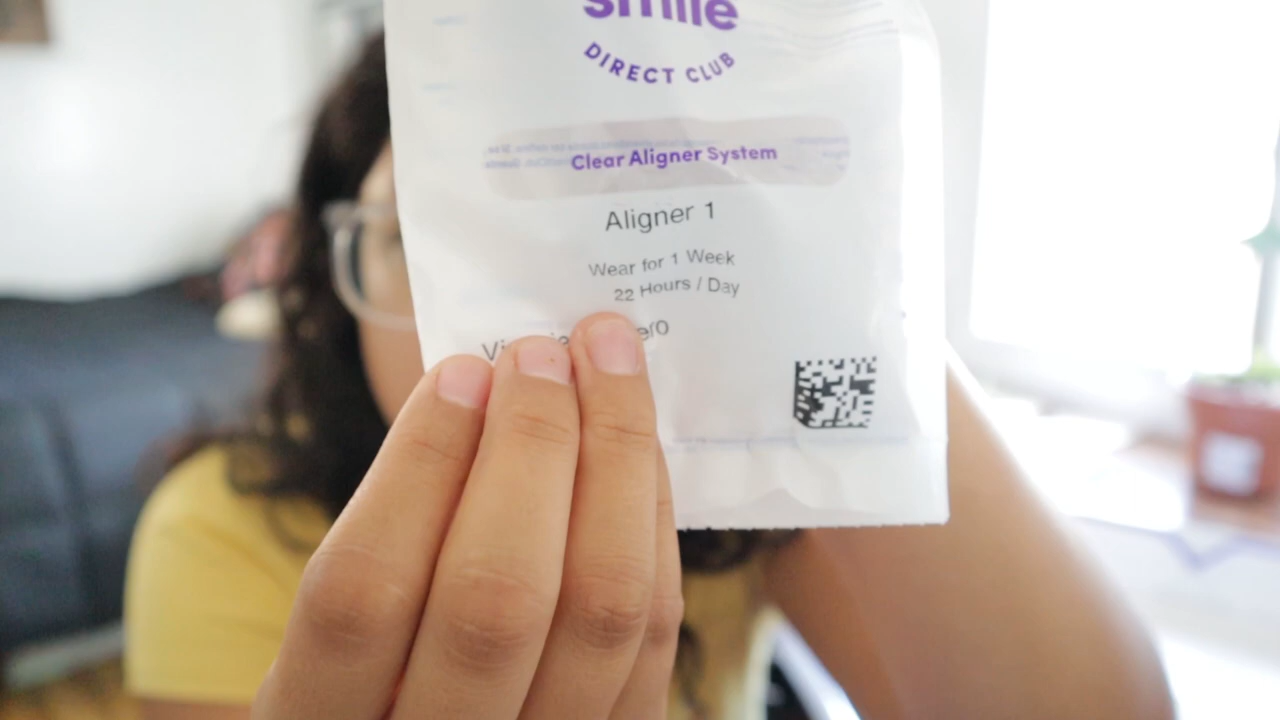 smile
DIRECT CLUB
Clear Aligner System
Aligner 1
Wear for 1 Week
22 Hours / Day